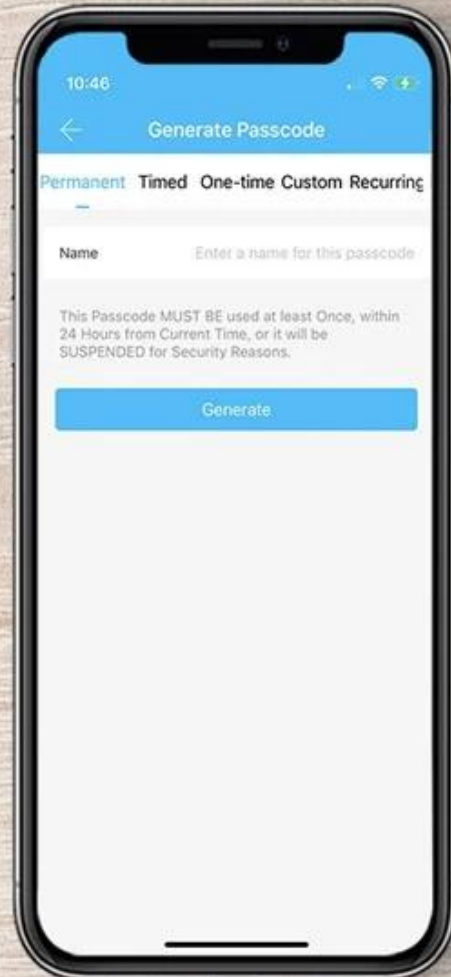 10:46
Generate Passcode
Permanent Timed One-time Custom Recurring
Name Enter a name for this passcode
This Passcode MUST BE used at least Once, within
24 Hours from Current Time, or it will be
SUSPENDED for Security Reasons.
Generate